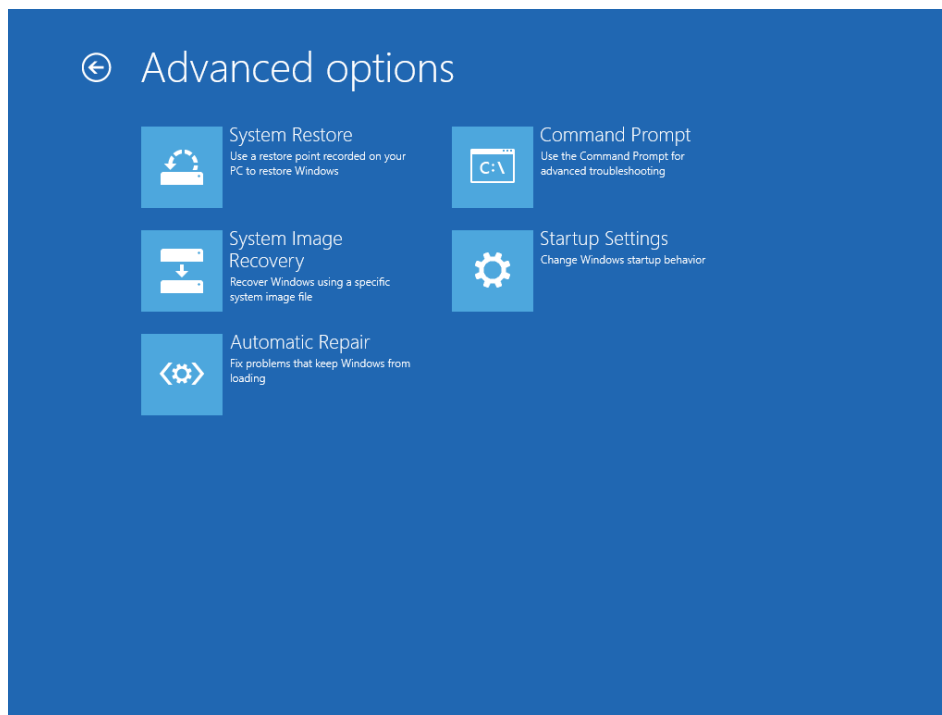 Advanced options
System Restore
Use a restore point recorded on your
PC to restore Windows
System Image
Recovery
Recover Windows using a specific
system image file
Automatic Repair
Fix problems that keep Windows from
loading
C:\
Command Prompt
Use the Command Prompt for
advanced troubleshooting
Startup Settings
Change Windows startup behavior